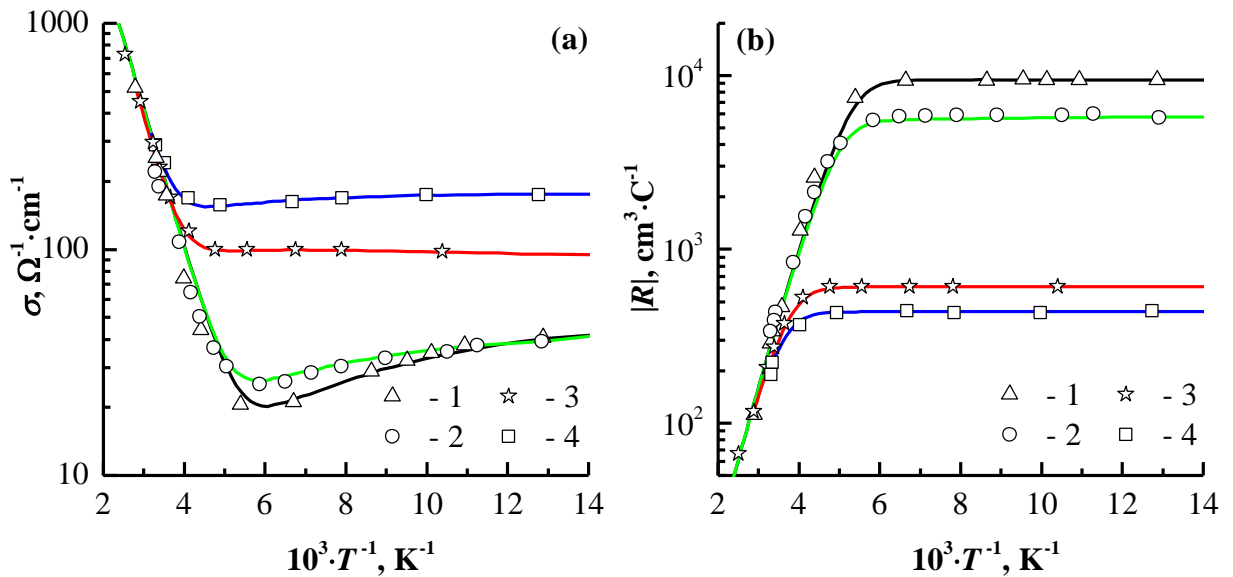 1000
100
10
σ, Ω⁻¹·cm⁻¹
(a)
- 1
- 3
- 2
- 4
2 4 6 8 10 12 14
10³·T⁻¹, K⁻¹
10⁴
10³
10²
|R|, cm³·C⁻¹
(b)
- 1
- 3
- 2
- 4
2 4 6 8 10 12 14
10³·T⁻¹, K⁻¹